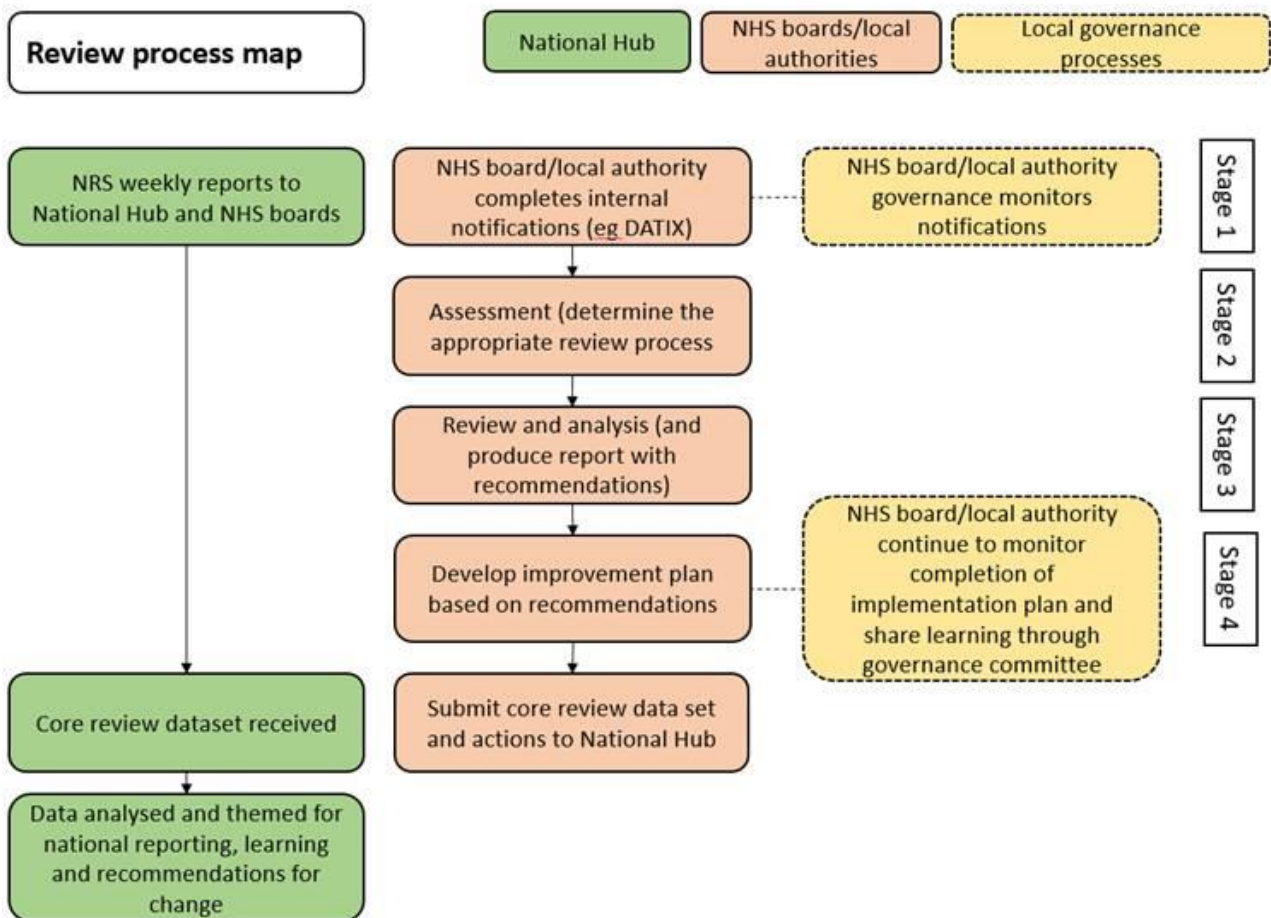 Review process map
National Hub
NHS boards/local
authorities
Local governance
processes
NRS weekly reports to
National Hub and NHS boards
NHS board/local authority
completes internal
notifications (eg DATIX)
NHS board/local authority
governance monitors
notifications
Stage 1
Assessment (determine the
appropriate review process
Stage 2
Review and analysis (and
produce report with
recommendations)
Stage 3
Develop improvement plan
based on recommendations
NHS board/local authority
continue to monitor
completion of
implementation plan and
share learning through
governance committee
Stage 4
Core review dataset received
Submit core review data set
and actions to National Hub
Data analysed and themed for
national reporting, learning
and recommendations for
change